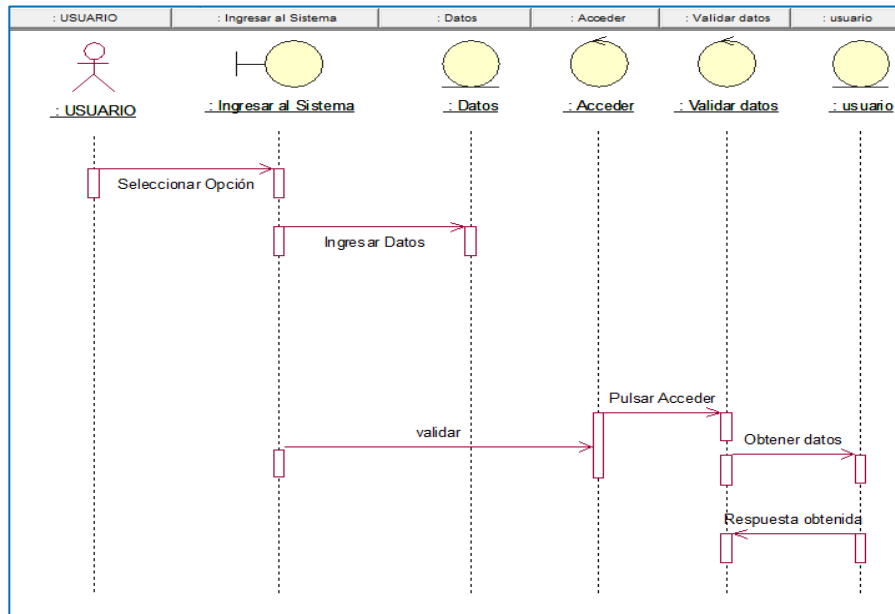 : USUARIO
: Ingresar al Sistema
: Datos
: Acceder
: Validar datos
: usuario
: USUARIO
: Ingresar al Sistema
: Datos
: Acceder
: Validar datos
: usuario
Seleccionar Opción
Ingresar Datos
Pulsar Acceder
validar
Obtener datos
Respuesta obtenida